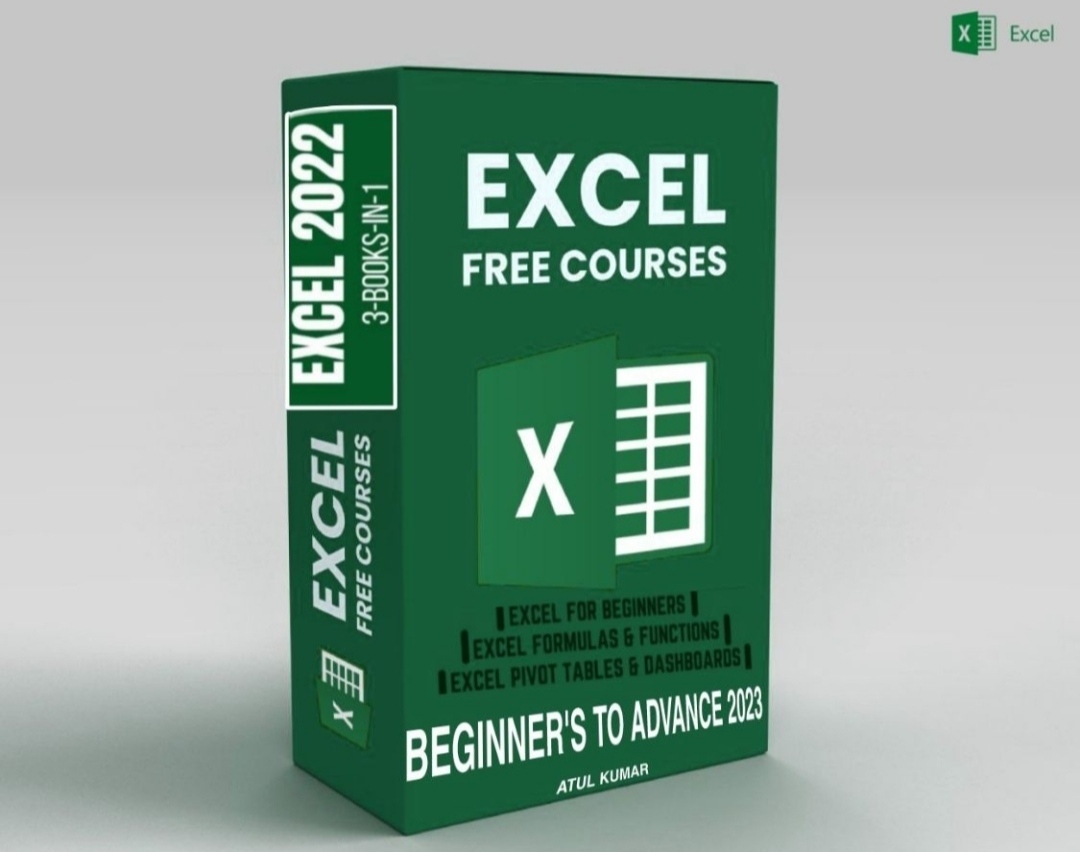 Excel
EXCEL 2022
3-BOOKS-IN-1
EXCEL
FREE COURSES
X
EXCEL
FREE COURSES
X
EXCEL FOR BEGINNERS
EXCEL FORMULAS & FUNCTIONS
EXCEL PIVOT TABLES & DASHBOARDS
BEGINNER'S TO ADVANCE 2023
ATUL KUMAR
X